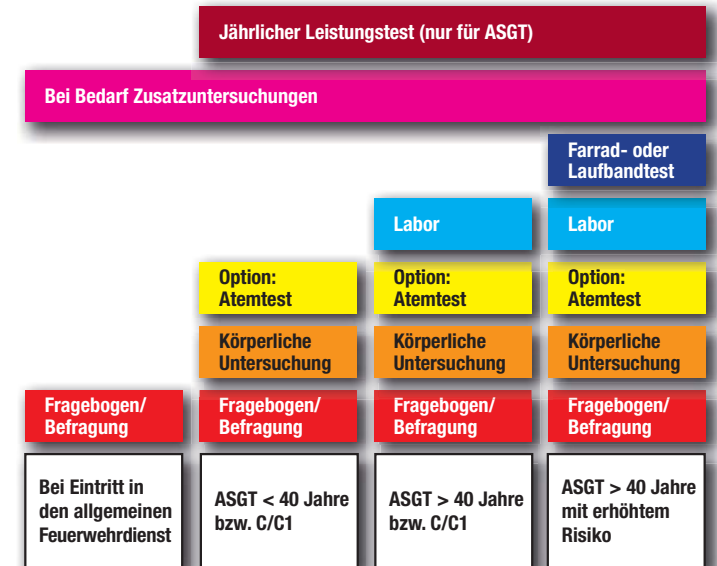 Jährlicher Leistungstest (nur für ASGT)
Bei Bedarf Zusatzuntersuchungen
Farrad- oder
Laufbandtest
Labor
Labor
Option:
Atemtest
Option:
Atemtest
Option:
Atemtest
Körperliche
Untersuchung
Körperliche
Untersuchung
Körperliche
Untersuchung
Fragebogen/
Befragung
Fragebogen/
Befragung
Fragebogen/
Befragung
Fragebogen/
Befragung
Bei Eintritt in
den allgemeinen
Feuerwehrdienst
ASGT < 40 Jahre
bzw. C/C1
ASGT > 40 Jahre
bzw. C/C1
ASGT > 40 Jahre
mit erhöhtem
Risiko